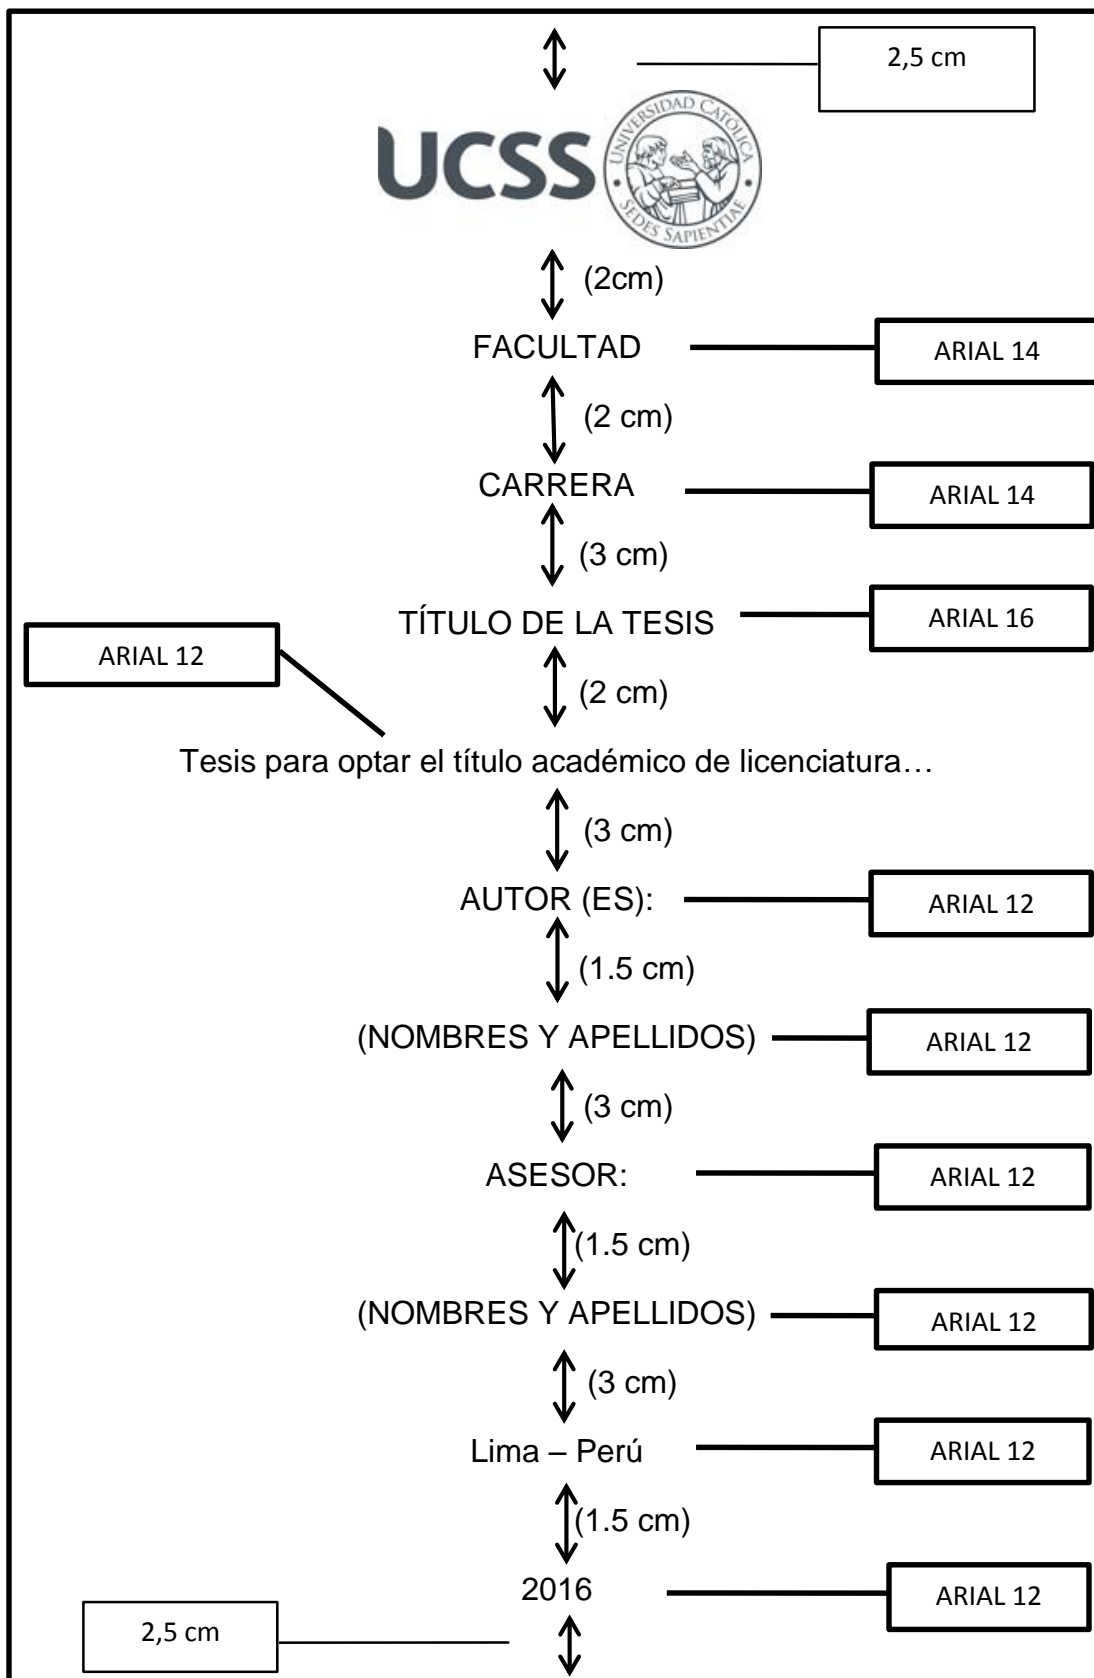 2,5 cm
UCSS
UNIVERSIDAD CATÓLICA
SEDES SAPIENTIAE
(2cm)
FACULTAD
ARIAL 14
(2 cm)
CARRERA
ARIAL 14
(3 cm)
TÍTULO DE LA TESIS
ARIAL 16
ARIAL 12
(2 cm)
Tesis para optar el título académico de licenciatura…
(3 cm)
AUTOR (ES):
ARIAL 12
(1.5 cm)
(NOMBRES Y APELLIDOS)
ARIAL 12
(3 cm)
ASESOR:
ARIAL 12
(1.5 cm)
(NOMBRES Y APELLIDOS)
ARIAL 12
(3 cm)
Lima – Perú
ARIAL 12
(1.5 cm)
2016
ARIAL 12
2,5 cm